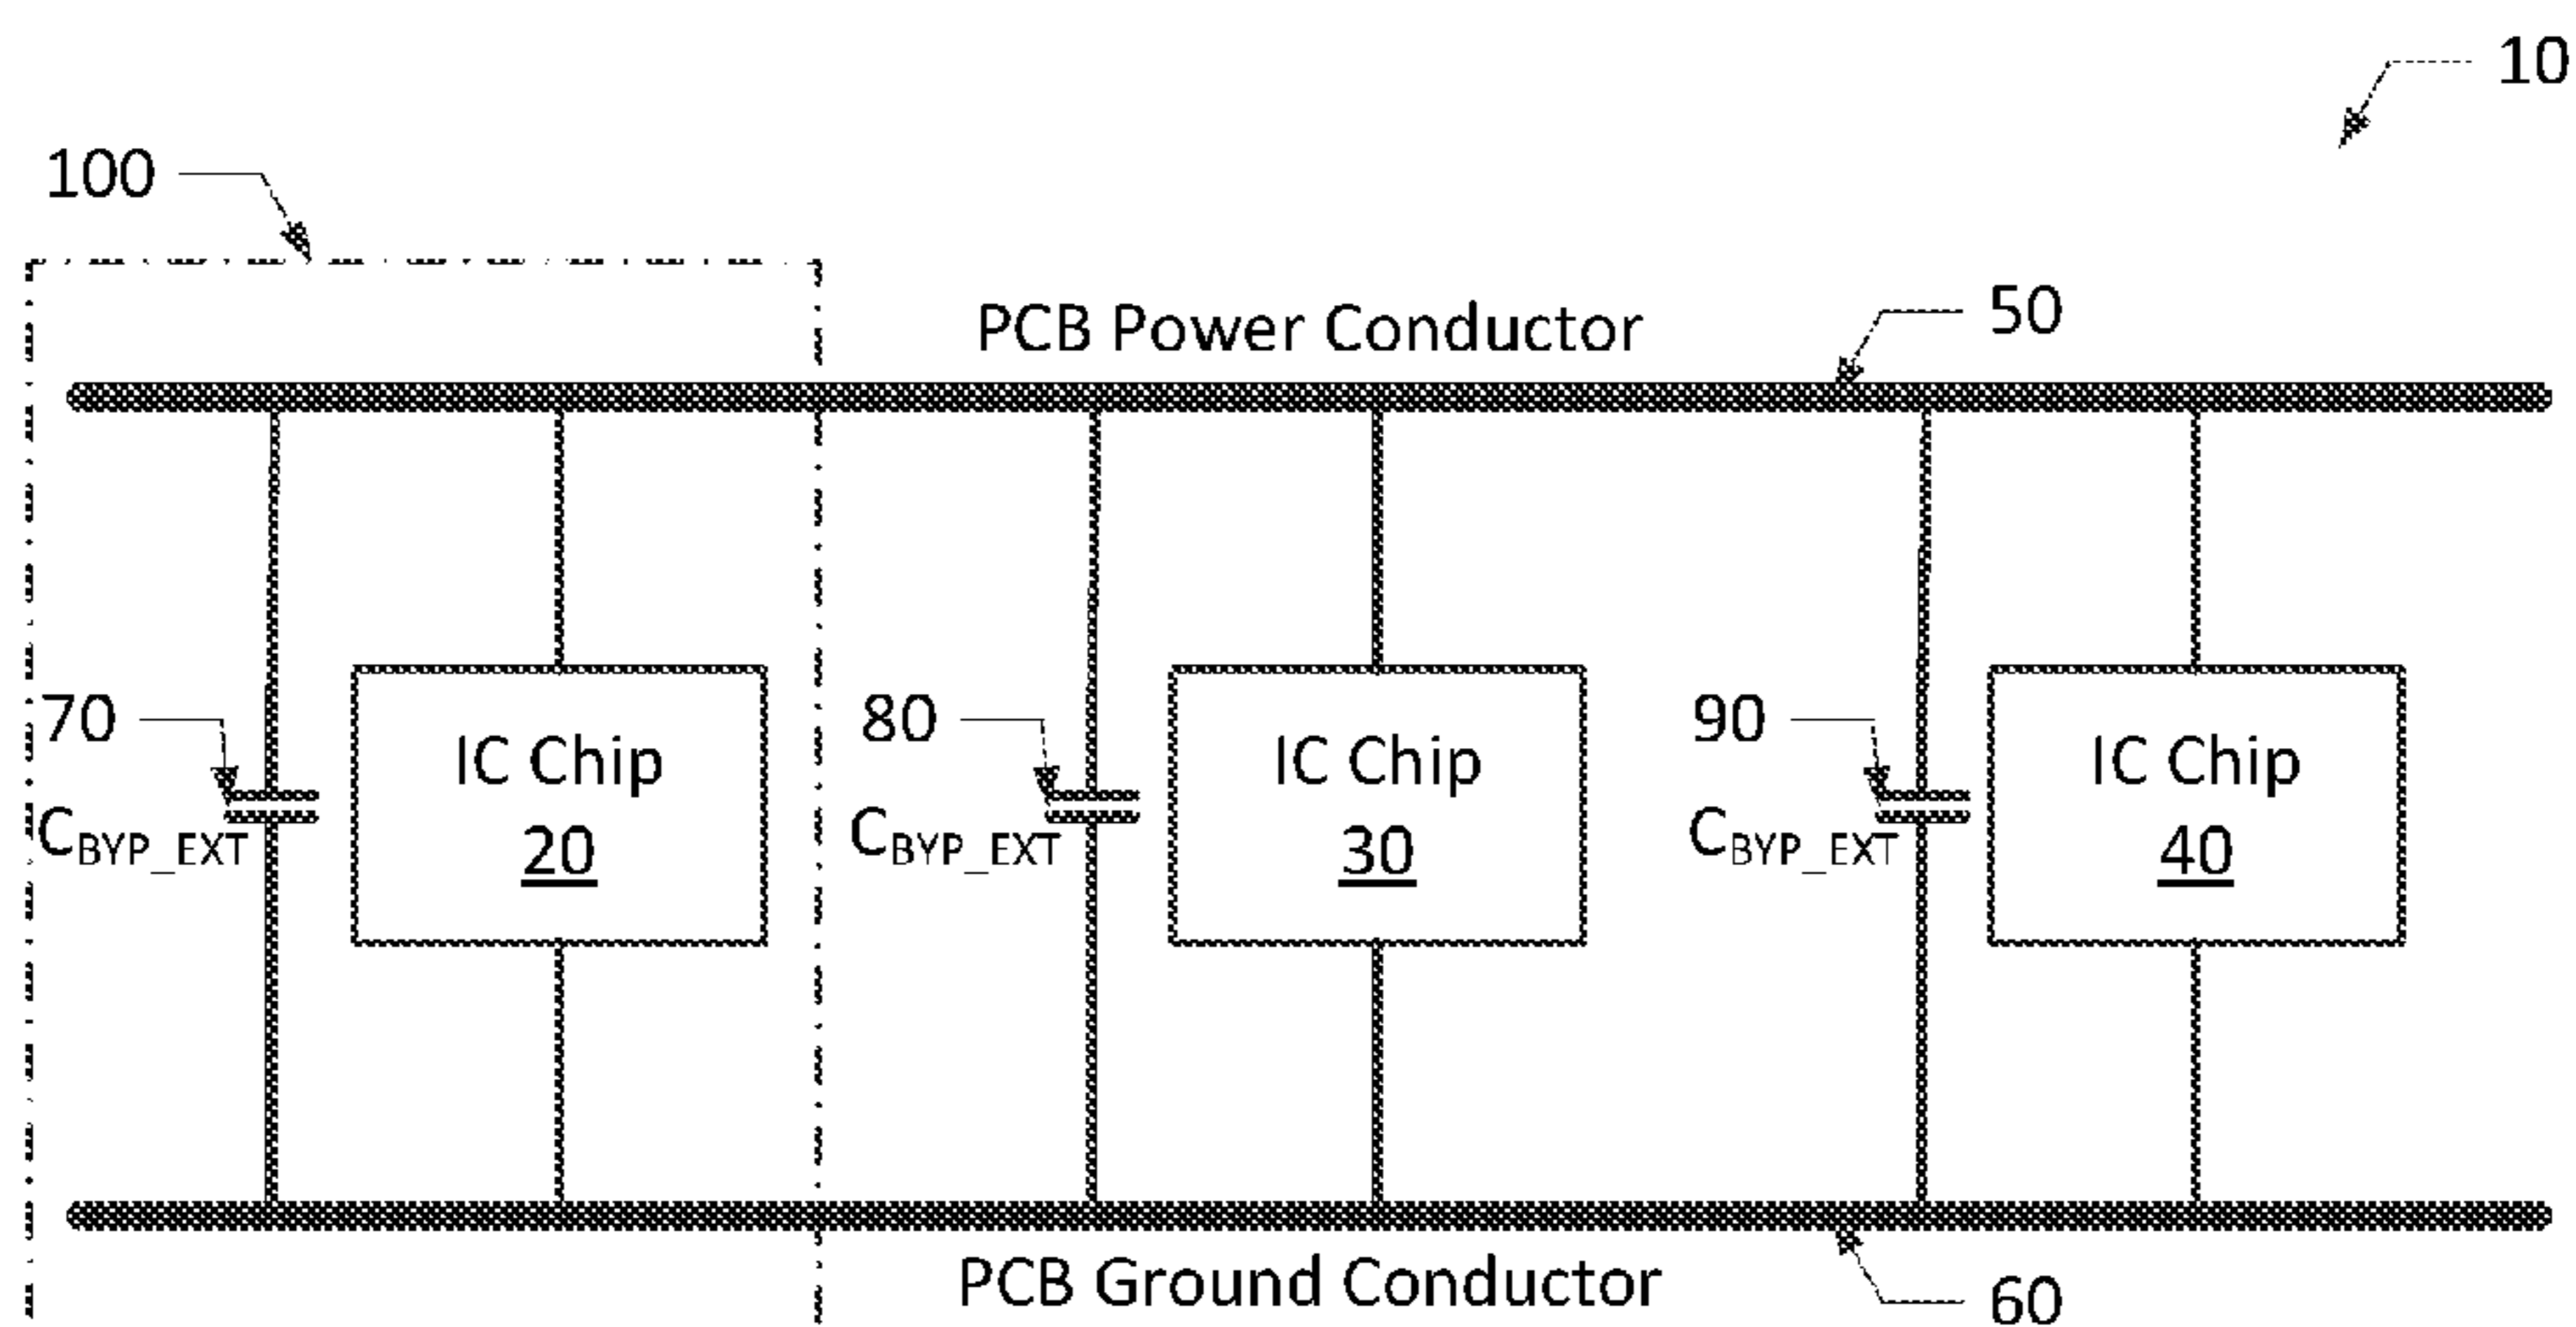 10
100
50
PCB Power Conductor
70
80
90
IC Chip
20
IC Chip
30
IC Chip
40
CBYP_EXT
CBYP_EXT
CBYP_EXT
PCB Ground Conductor
60